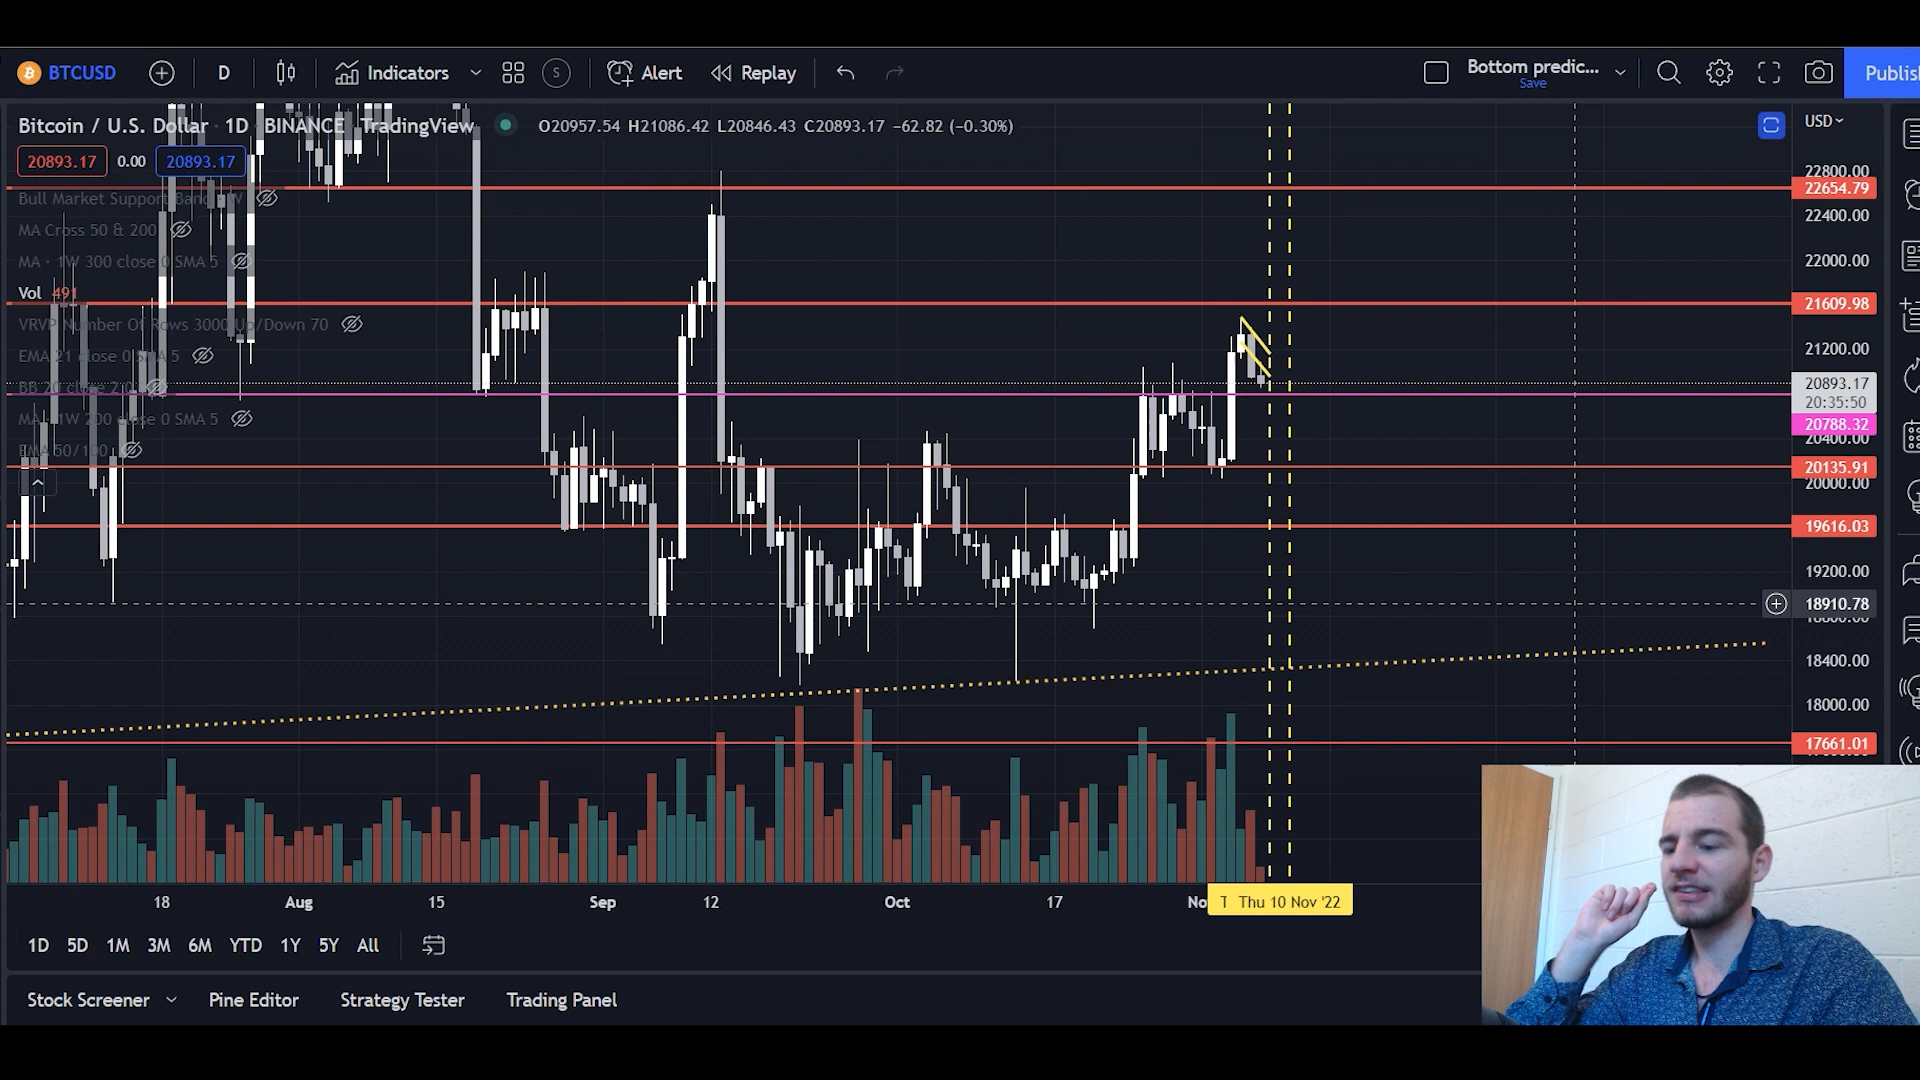 BTCUSD D Indicators S Alert Replay Bottom predic... Save Publis
Bitcoin / U.S. Dollar · 1D · BINANCE · TradingView O20957.54 H21086.42 L20846.43 C20893.17 −62.82 (−0.30%)
20893.17 0.00 20893.17
Bull Market Support Band
MA Cross 50 & 200
MA · 1W 300 close 0 SMA 5
Vol 491
VRVP Number Of Rows 3000 Up/Down 70
EMA 21 close 0 SMA 5
BB 20 close 2 0
MA · 1W 200 close 0 SMA 5
EMA 50/100
USD
22800.00
22654.79
22400.00
22000.00
21609.98
21200.00
20893.17
20:35:50
20788.32
20400.00
20135.91
20000.00
19616.03
19200.00
18910.78
18800.00
18400.00
18000.00
17661.01
18 Aug 15 Sep 12 Oct 17 No T Thu 10 Nov '22
1D 5D 1M 3M 6M YTD 1Y 5Y All
Stock Screener Pine Editor Strategy Tester Trading Panel